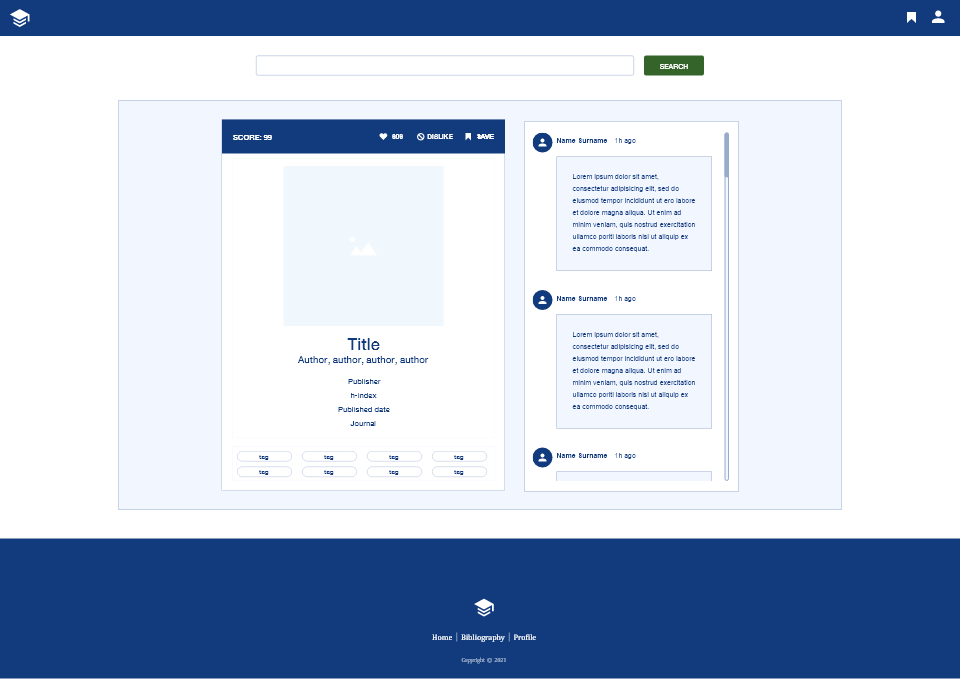 SEARCH
SCORE: 99
609
DISLIKE
SAVE
Title
Author, author, author, author
Publisher
h-index
Published date
Journal
tag tag tag tag
tag tag tag tag
Name Surname 1h ago
Lorem ipsum dolor sit amet,
consectetur adipisicing elit, sed do
eiusmod tempor incididunt ut ero labore
et dolore magna aliqua. Ut enim ad
minim veniam, quis nostrud exercitation
ullamco poriti laboris nisi ut aliquip ex
ea commodo consequat.
Name Surname 1h ago
Lorem ipsum dolor sit amet,
consectetur adipisicing elit, sed do
eiusmod tempor incididunt ut ero labore
et dolore magna aliqua. Ut enim ad
minim veniam, quis nostrud exercitation
ullamco poriti laboris nisi ut aliquip ex
ea commodo consequat.
Name Surname 1h ago
Home | Bibliography | Profile
Copyright © 2021